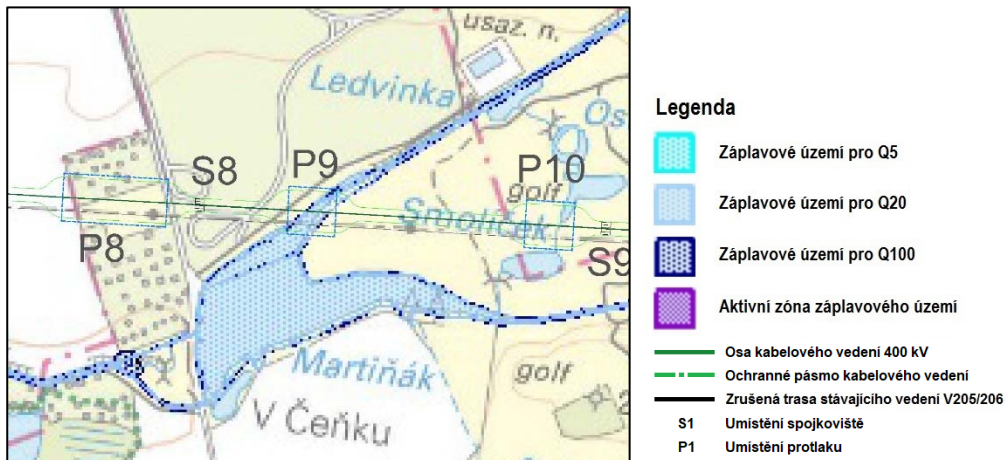 usaz. n.
Ledvinka
Os
S8
P9
P10
golf
Smolíček
P8
S9
Martiňák
golf
V Čeňku
Legenda
Záplavové území pro Q5
Záplavové území pro Q20
Záplavové území pro Q100
Aktivní zóna záplavového území
Osa kabelového vedení 400 kV
Ochranné pásmo kabelového vedení
Zrušená trasa stávajícího vedení V205/206
S1 Umístění spojkoviště
P1 Umístění protlaku